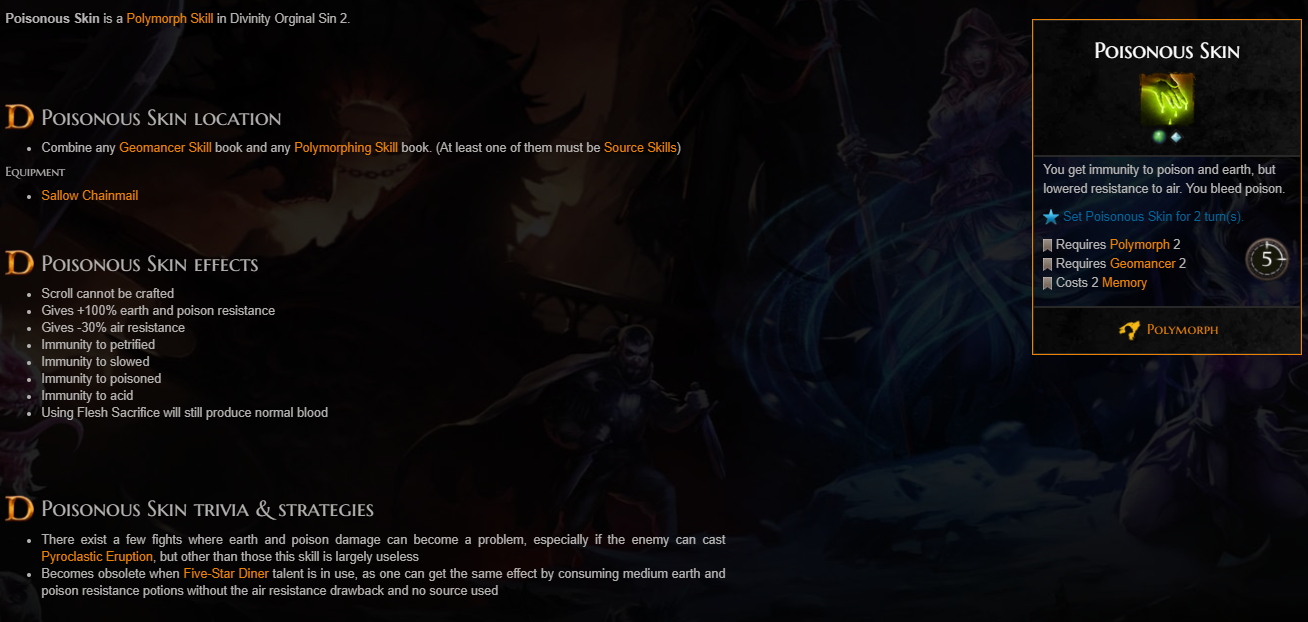 Poisonous Skin is a Polymorph Skill in Divinity Orginal Sin 2.
D Poisonous Skin location
Combine any Geomancer Skill book and any Polymorphing Skill book. (At least one of them must be Source Skills)
Equipment
Sallow Chainmail
D Poisonous Skin effects
Scroll cannot be crafted
Gives +100% earth and poison resistance
Gives -30% air resistance
Immunity to petrified
Immunity to slowed
Immunity to poisoned
Immunity to acid
Using Flesh Sacrifice will still produce normal blood
D Poisonous Skin trivia & strategies
There exist a few fights where earth and poison damage can become a problem, especially if the enemy can cast
Pyroclastic Eruption, but other than those this skill is largely useless
Becomes obsolete when Five-Star Diner talent is in use, as one can get the same effect by consuming medium earth and
poison resistance potions without the air resistance drawback and no source used
Poisonous Skin
You get immunity to poison and earth, but
lowered resistance to air. You bleed poison.
Set Poisonous Skin for 2 turn(s).
Requires Polymorph 2
Requires Geomancer 2
Costs 2 Memory
5
Polymorph